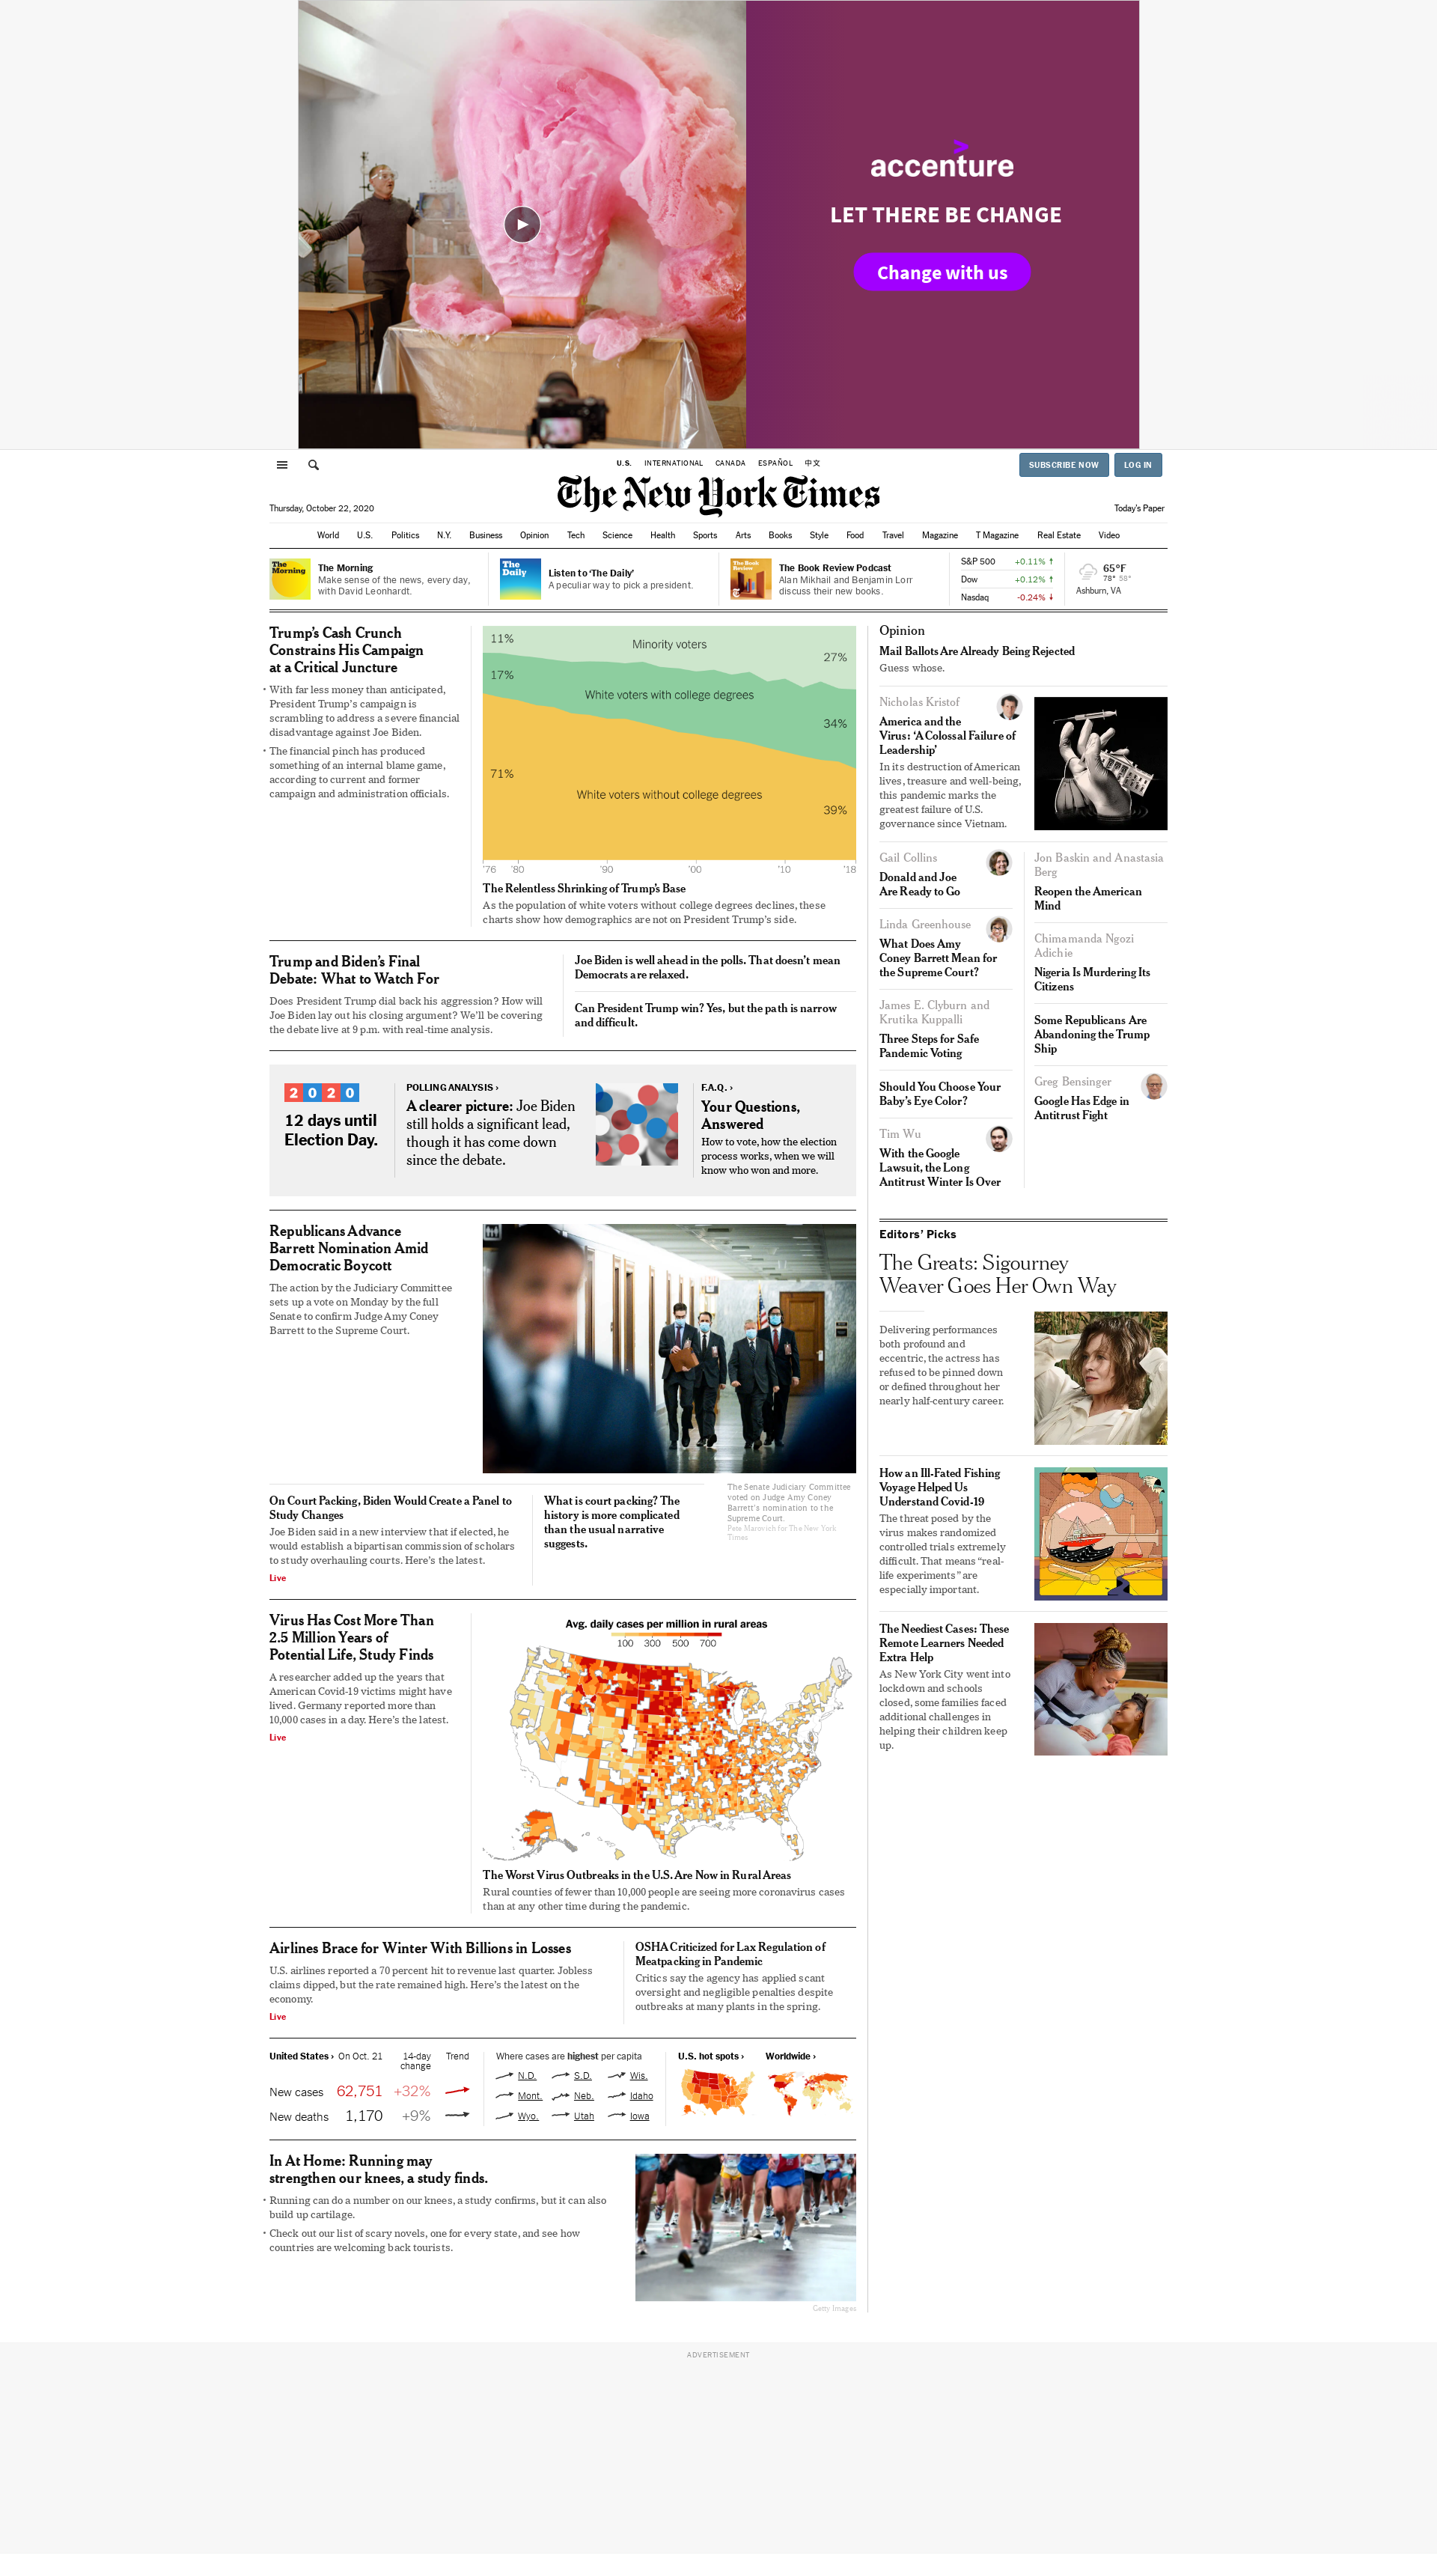 accenture
LET THERE BE CHANGE
Change with us
U.S. INTERNATIONAL CANADA ESPAÑOL 中文
SUBSCRIBE NOW LOG IN
The New York Times
Thursday, October 22, 2020
Today's Paper
World U.S. Politics N.Y. Business Opinion Tech Science Health Sports Arts Books Style Food Travel Magazine T Magazine Real Estate Video
The Morning
The Morning
Make sense of the news, every day,
with David Leonhardt.
The Daily
Listen to ‘The Daily’
A peculiar way to pick a president.
The Book Review
The Book Review Podcast
Alan Mikhail and Benjamin Lorr
discuss their new books.
S&P 500 +0.11% ↑
Dow +0.12% ↑
Nasdaq -0.24% ↓
65°F
78° 58°
Ashburn, VA
Trump’s Cash Crunch
Constrains His Campaign
at a Critical Juncture
• With far less money than anticipated,
President Trump’s campaign is
scrambling to address a severe financial
disadvantage against Joe Biden.
• The financial pinch has produced
something of an internal blame game,
according to current and former
campaign and administration officials.
11% Minority voters 27%
17% White voters with college degrees 34%
71% White voters without college degrees 39%
’76 ’80 ’90 ’00 ’10 ’18
The Relentless Shrinking of Trump’s Base
As the population of white voters without college degrees declines, these
charts show how demographics are not on President Trump’s side.
Trump and Biden’s Final
Debate: What to Watch For
Does President Trump dial back his aggression? How will
Joe Biden lay out his closing argument? We’ll be covering
the debate live at 9 p.m. with real-time analysis.
Joe Biden is well ahead in the polls. That doesn’t mean
Democrats are relaxed.
Can President Trump win? Yes, but the path is narrow
and difficult.
2020
12 days until
Election Day.
POLLING ANALYSIS ›
A clearer picture: Joe Biden
still holds a significant lead,
though it has come down
since the debate.
F.A.Q. ›
Your Questions,
Answered
How to vote, how the election
process works, when we will
know who won and more.
Republicans Advance
Barrett Nomination Amid
Democratic Boycott
The action by the Judiciary Committee
sets up a vote on Monday by the full
Senate to confirm Judge Amy Coney
Barrett to the Supreme Court.
The Senate Judiciary Committee
voted on Judge Amy Coney
Barrett’s nomination to the
Supreme Court.
Pete Marovich for The New York
Times
On Court Packing, Biden Would Create a Panel to
Study Changes
Joe Biden said in a new interview that if elected, he
would establish a bipartisan commission of scholars
to study overhauling courts. Here’s the latest.
Live
What is court packing? The
history is more complicated
than the usual narrative
suggests.
Virus Has Cost More Than
2.5 Million Years of
Potential Life, Study Finds
A researcher added up the years that
American Covid-19 victims might have
lived. Germany reported more than
10,000 cases in a day. Here’s the latest.
Live
Avg. daily cases per million in rural areas
100 300 500 700
The Worst Virus Outbreaks in the U.S. Are Now in Rural Areas
Rural counties of fewer than 10,000 people are seeing more coronavirus cases
than at any other time during the pandemic.
Airlines Brace for Winter With Billions in Losses
U.S. airlines reported a 70 percent hit to revenue last quarter. Jobless
claims dipped, but the rate remained high. Here’s the latest on the
economy.
Live
OSHA Criticized for Lax Regulation of
Meatpacking in Pandemic
Critics say the agency has applied scant
oversight and negligible penalties despite
outbreaks at many plants in the spring.
United States › On Oct. 21 14-day
change Trend
New cases 62,751 +32%
New deaths 1,170 +9%
Where cases are highest per capita
N.D. S.D. Wis.
Mont. Neb. Idaho
Wyo. Utah Iowa
U.S. hot spots › Worldwide ›
In At Home: Running may
strengthen our knees, a study finds.
• Running can do a number on our knees, a study confirms, but it can also
build up cartilage.
• Check out our list of scary novels, one for every state, and see how
countries are welcoming back tourists.
Getty Images
Opinion
Mail Ballots Are Already Being Rejected
Guess whose.
Nicholas Kristof
America and the
Virus: ‘A Colossal Failure of
Leadership’
In its destruction of American
lives, treasure and well-being,
this pandemic marks the
greatest failure of U.S.
governance since Vietnam.
Gail Collins
Donald and Joe
Are Ready to Go
Linda Greenhouse
What Does Amy
Coney Barrett Mean for
the Supreme Court?
James E. Clyburn and
Krutika Kuppalli
Three Steps for Safe
Pandemic Voting
Should You Choose Your
Baby’s Eye Color?
Tim Wu
With the Google
Lawsuit, the Long
Antitrust Winter Is Over
Jon Baskin and Anastasia
Berg
Reopen the American
Mind
Chimamanda Ngozi
Adichie
Nigeria Is Murdering Its
Citizens
Some Republicans Are
Abandoning the Trump
Ship
Greg Bensinger
Google Has Edge in
Antitrust Fight
Editors’ Picks
The Greats: Sigourney
Weaver Goes Her Own Way
Delivering performances
both profound and
eccentric, the actress has
refused to be pinned down
or defined throughout her
nearly half-century career.
How an Ill-Fated Fishing
Voyage Helped Us
Understand Covid-19
The threat posed by the
virus makes randomized
controlled trials extremely
difficult. That means “real-
life experiments” are
especially important.
The Neediest Cases: These
Remote Learners Needed
Extra Help
As New York City went into
lockdown and schools
closed, some families faced
additional challenges in
helping their children keep
up.
ADVERTISEMENT